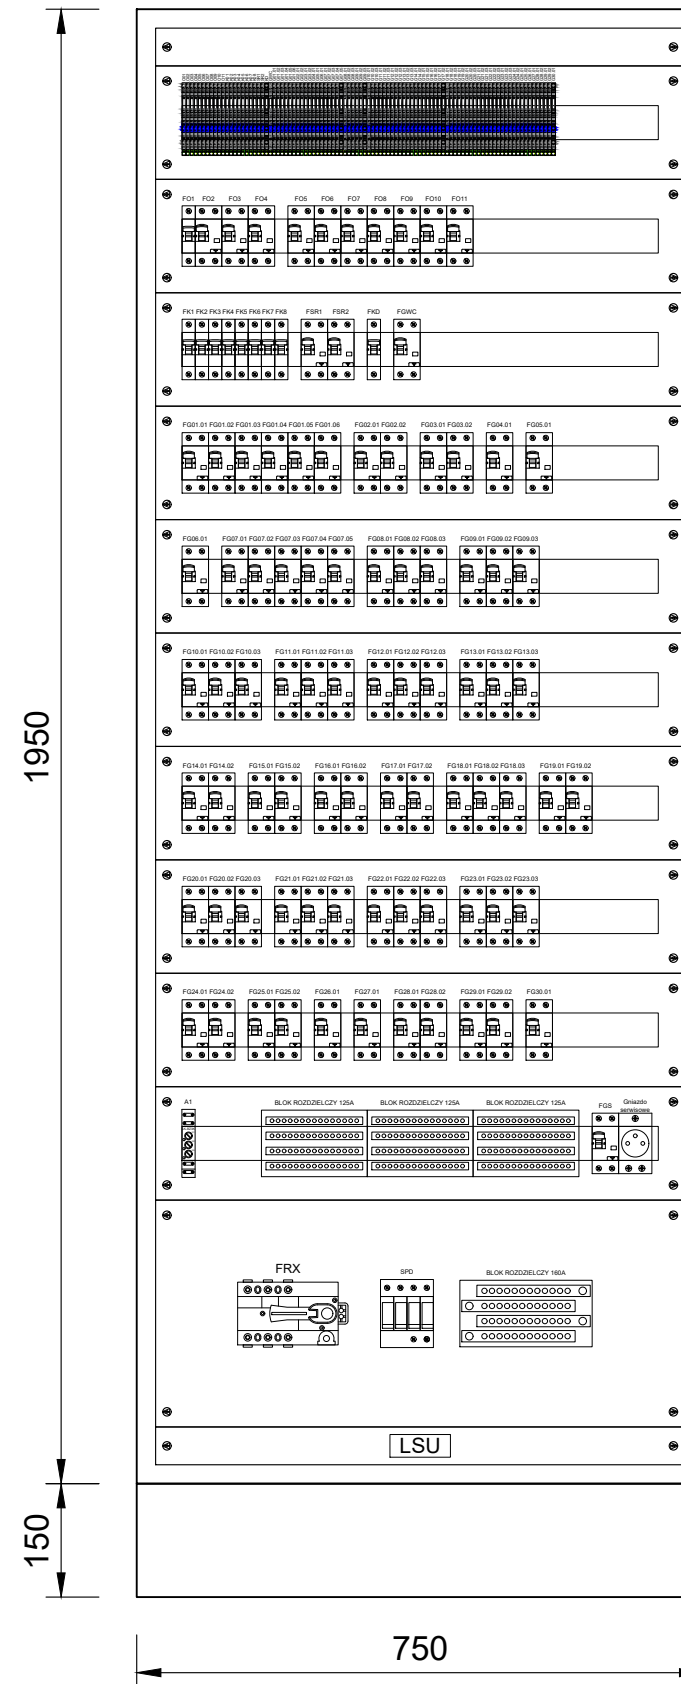 FO1 FO2 FO3 FO4 FO5 FO6 FO7 FO8 FO9 FO10 FO11
FK1 FK2 FK3 FK4 FK5 FK6 FK7 FK8 FSR1 FSR2 FKD FGWC
FG01.01 FG01.02 FG01.03 FG01.04 FG01.05 FG01.06 FG02.01 FG02.02 FG03.01 FG03.02 FG04.01 FG05.01
FG06.01 FG07.01 FG07.02 FG07.03 FG07.04 FG07.05 FG08.01 FG08.02 FG08.03 FG09.01 FG09.02 FG09.03
FG10.01 FG10.02 FG10.03 FG11.01 FG11.02 FG11.03 FG12.01 FG12.02 FG12.03 FG13.01 FG13.02 FG13.03
1950
FG14.01 FG14.02 FG15.01 FG15.02 FG16.01 FG16.02 FG17.01 FG17.02 FG18.01 FG18.02 FG18.03 FG19.01 FG19.02
FG20.01 FG20.02 FG20.03 FG21.01 FG21.02 FG21.03 FG22.01 FG22.02 FG22.03 FG23.01 FG23.02 FG23.03
FG24.01 FG24.02 FG25.01 FG25.02 FG26.01 FG27.01 FG28.01 FG28.02 FG29.01 FG29.02 FG30.01
A1 BLOK ROZDZIELCZY 125A BLOK ROZDZIELCZY 125A BLOK ROZDZIELCZY 125A FGS Gniazdo
serwisowe
FRX SPD BLOK ROZDZIELCZY 160A
LSU
150
750